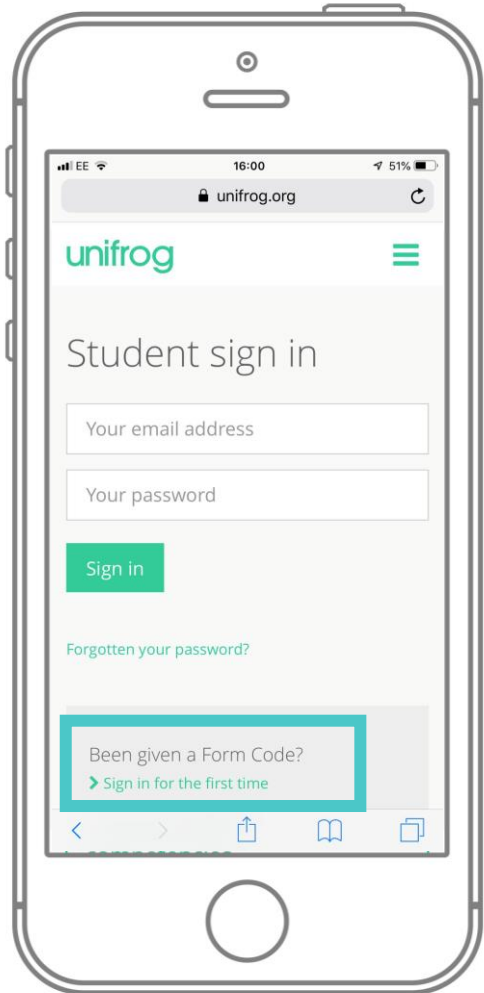 EE 16:00 51%
unifrog.org
unifrog
Student sign in
Your email address
Your password
Sign in
Forgotten your password?
Been given a Form Code?
Sign in for the first time